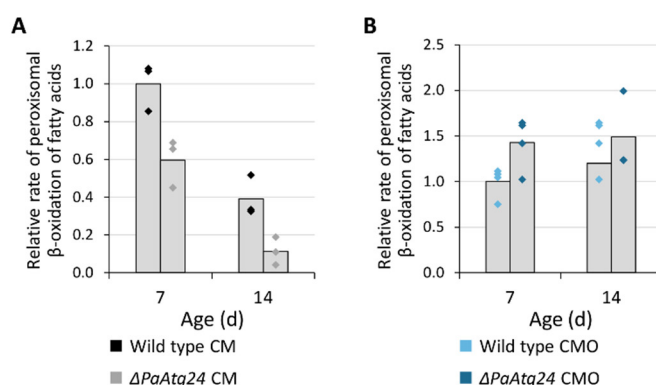 A
Relative rate of peroxisomal
β-oxidation of fatty acids
1.2
1.0
0.8
0.6
0.4
0.2
0.0
7
14
Age (d)
Wild type CM
ΔPaAtg24 CM
B
Relative rate of peroxisomal
β-oxidation of fatty acids
2.5
2.0
1.5
1.0
0.5
0.0
7
14
Age (d)
Wild type CMO
ΔPaAtg24 CMO